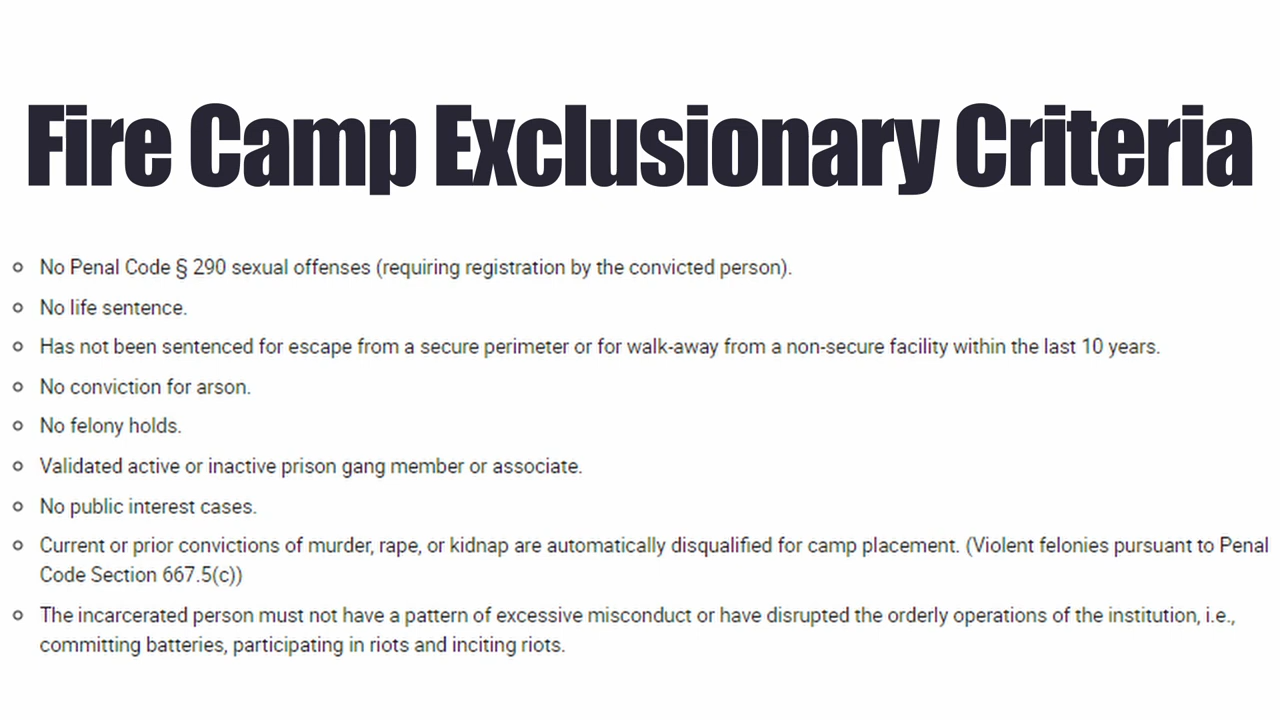 Fire Camp Exclusionary Criteria
No Penal Code § 290 sexual offenses (requiring registration by the convicted person).
No life sentence.
Has not been sentenced for escape from a secure perimeter or for walk-away from a non-secure facility within the last 10 years.
No conviction for arson.
No felony holds.
Validated active or inactive prison gang member or associate.
No public interest cases.
Current or prior convictions of murder, rape, or kidnap are automatically disqualified for camp placement. (Violent felonies pursuant to Penal
Code Section 667.5(c))
The incarcerated person must not have a pattern of excessive misconduct or have disrupted the orderly operations of the institution, i.e.,
committing batteries, participating in riots and inciting riots.